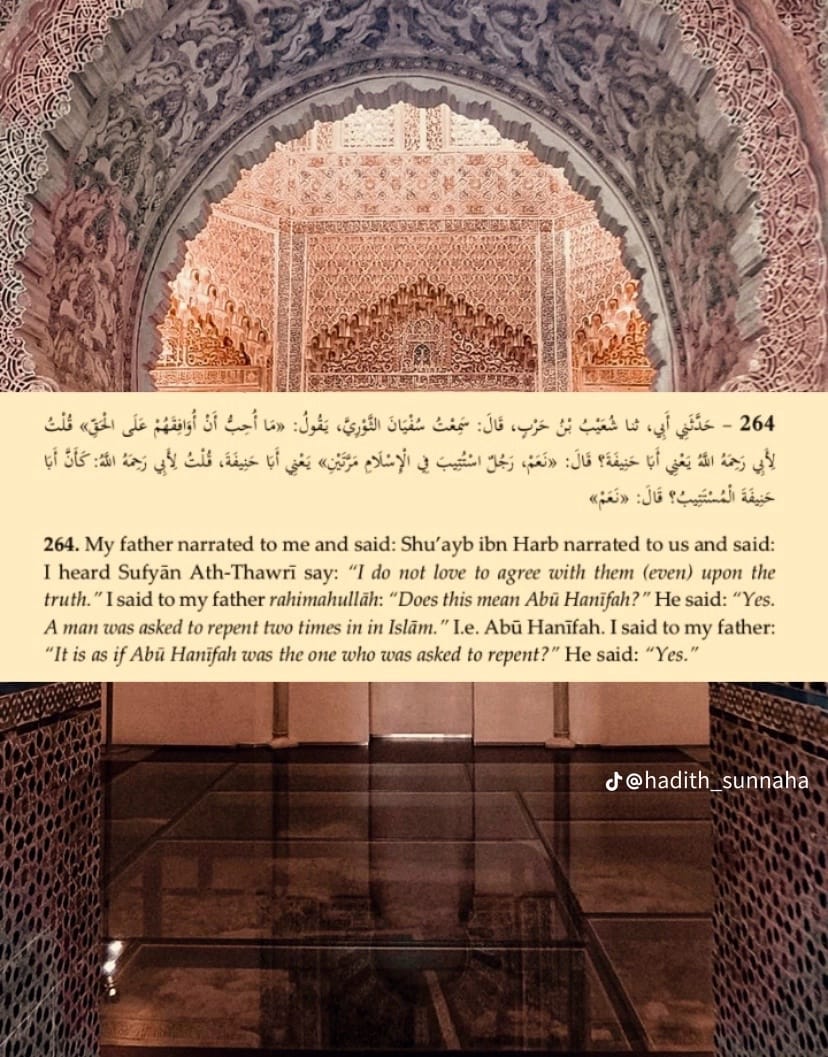 264 - حَدَّثَنِي أَبِي، ثنا شُعَيْبُ بْنُ حَرْبٍ، قَالَ: سَمِعْتُ سُفْيَانَ الثَّوْرِيَّ، يَقُولُ: «مَا أُحِبُّ أَنْ أُوَافِقَهُمْ عَلَى الْحَقِّ» قُلْتُ
لِأَبِي رَحِمَهُ اللَّهُ يَعْنِي أَبَا حَنِيفَةَ؟ قَالَ: «نَعَمْ، رَجُلٌ اسْتُتِيبَ فِي الْإِسْلَامِ مَرَّتَيْنِ» يَعْنِي أَبَا حَنِيفَةَ، قُلْتُ لِأَبِي رَحِمَهُ اللَّهُ: كَأَنَّ أَبَا
حَنِيفَةَ الْمُسْتَتِيبُ؟ قَالَ: «نَعَمْ»
264. My father narrated to me and said: Shu'ayb ibn Harb narrated to us and said:
I heard Sufyān Ath-Thawrī say: "I do not love to agree with them (even) upon the
truth." I said to my father rahimahullāh: "Does this mean Abū Hanīfah?" He said: "Yes.
A man was asked to repent two times in in Islām." I.e. Abū Hanīfah. I said to my father:
"It is as if Abū Hanīfah was the one who was asked to repent?" He said: "Yes."
@hadith_sunnaha